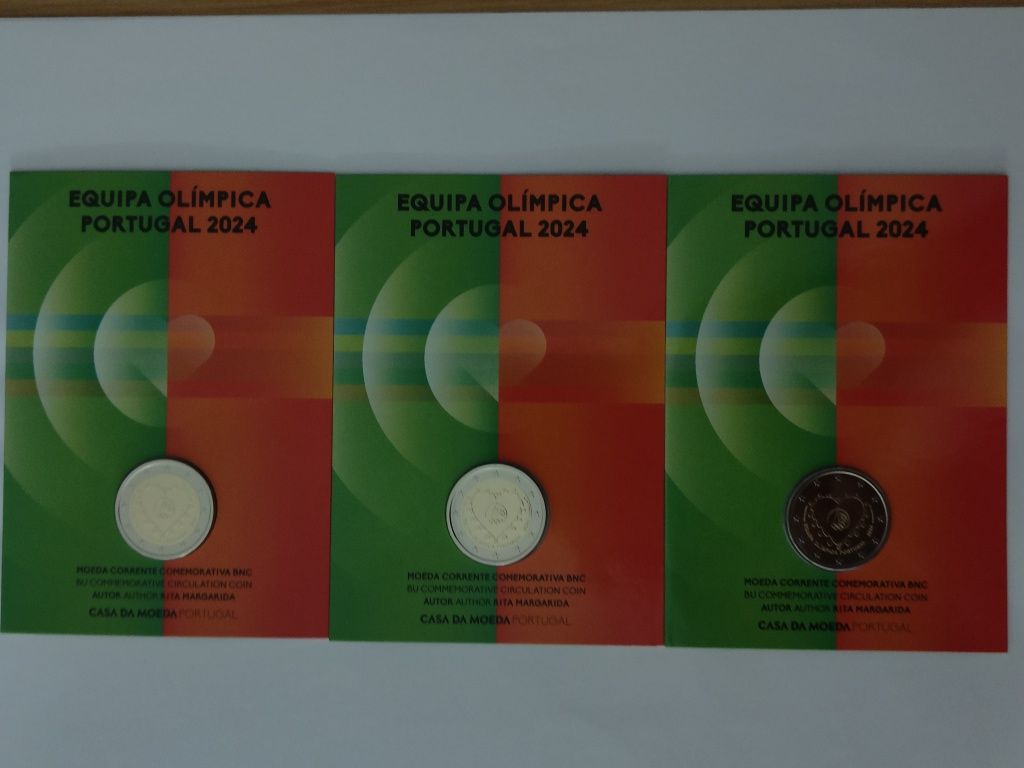 EQUIPA OLÍMPICA
PORTUGAL 2024
MOEDA CORRENTE COMEMORATIVA BNC
BU COMMEMORATIVE CIRCULATION COIN
AUTOR AUTHOR RITA MARGARIDA
CASA DA MOEDA PORTUGAL
EQUIPA OLÍMPICA
PORTUGAL 2024
MOEDA CORRENTE COMEMORATIVA BNC
BU COMMEMORATIVE CIRCULATION COIN
AUTOR AUTHOR RITA MARGARIDA
CASA DA MOEDA PORTUGAL
EQUIPA OLÍMPICA
PORTUGAL 2024
MOEDA CORRENTE COMEMORATIVA BNC
BU COMMEMORATIVE CIRCULATION COIN
AUTOR AUTHOR RITA MARGARIDA
CASA DA MOEDA PORTUGAL